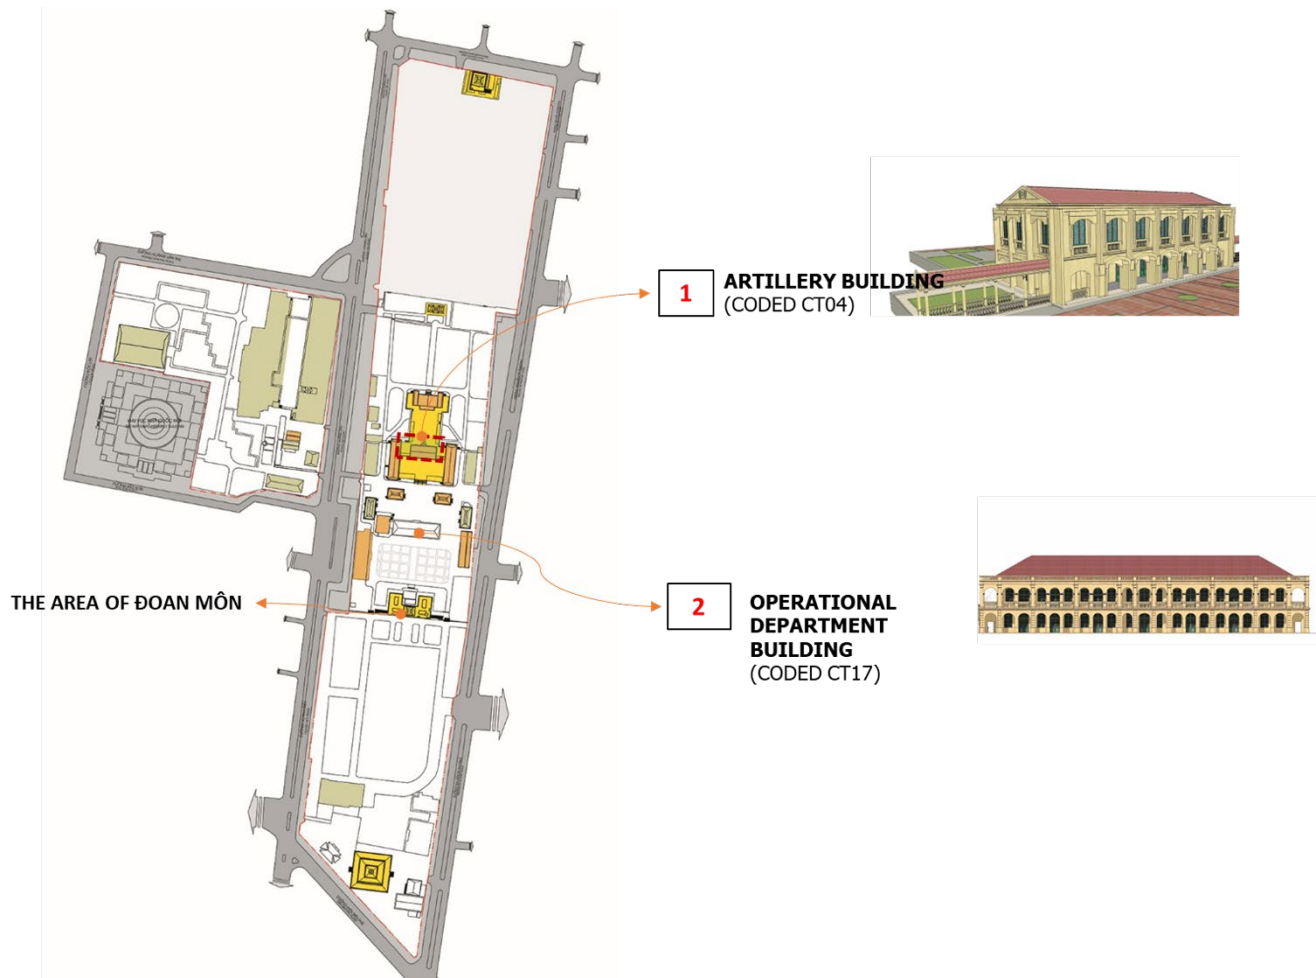 1
ARTILLERY BUILDING
(CODED CT04)
THE AREA OF ĐOAN MÔN
2
OPERATIONAL
DEPARTMENT
BUILDING
(CODED CT17)